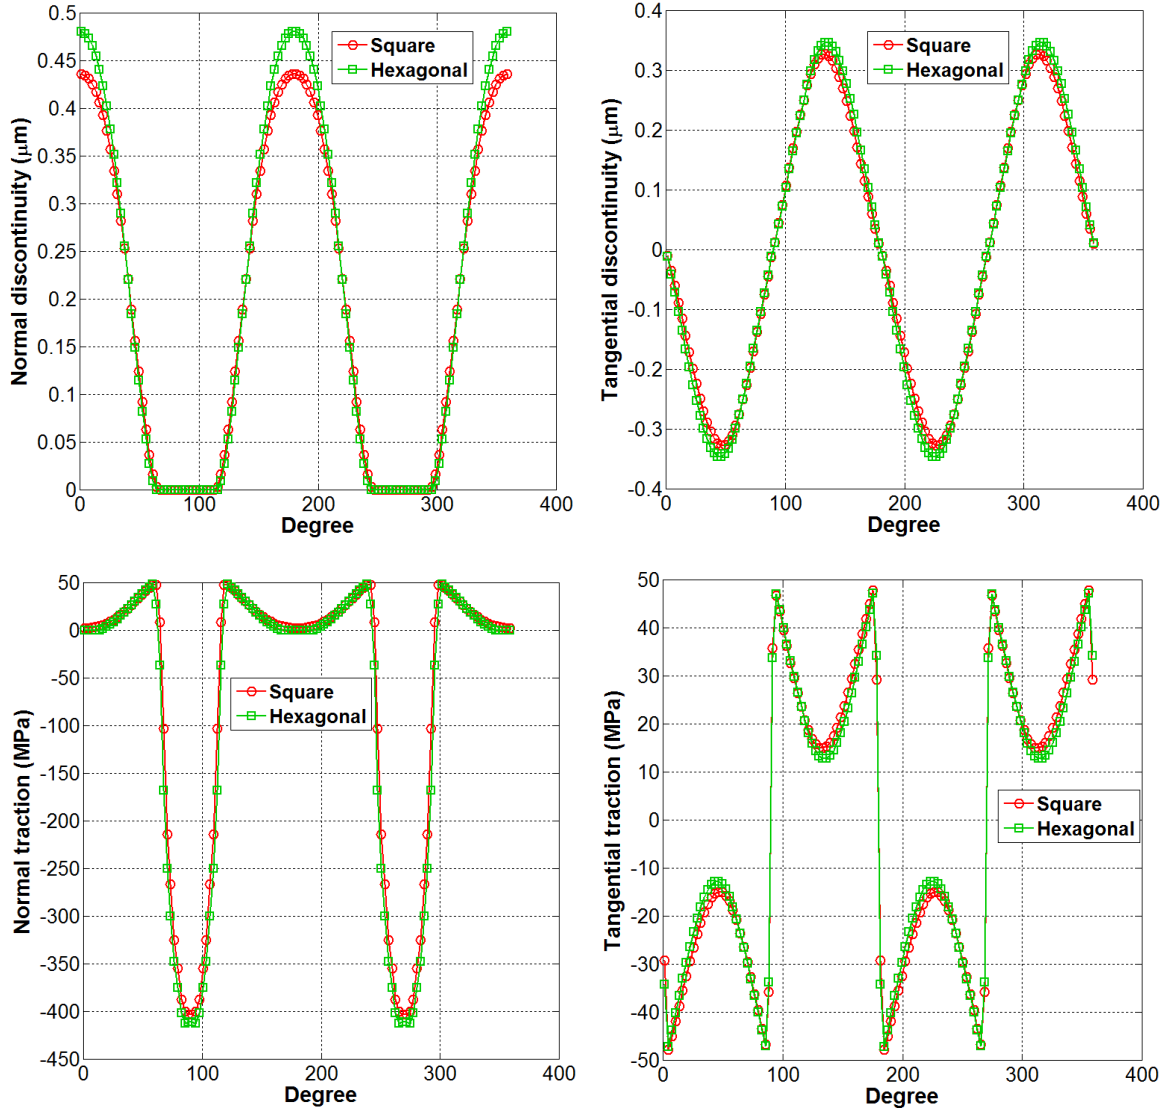 0.5
0.45
0.4
0.35
0.3
0.25
0.2
0.15
0.1
0.05
0
0 100 200 300 400
Normal discontinuity (μm)
Degree
Square
Hexagonal
0.4
0.3
0.2
0.1
0
-0.1
-0.2
-0.3
-0.4
0 100 200 300 400
Tangential discontinuity (μm)
Degree
Square
Hexagonal
50
0
-50
-100
-150
-200
-250
-300
-350
-400
-450
0 100 200 300 400
Normal traction (MPa)
Degree
Square
Hexagonal
50
40
30
20
10
0
-10
-20
-30
-40
-50
0 100 200 300 400
Tangential traction (MPa)
Degree
Square
Hexagonal